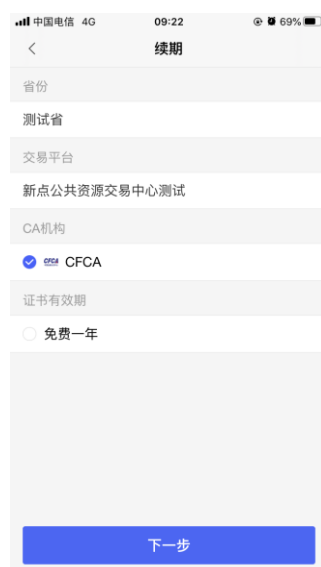 中国电信 4G 09:22 69%
续期
省份
测试省
交易平台
新点公共资源交易中心测试
CA机构
CFCA CFCA
证书有效期
免费一年
下一步